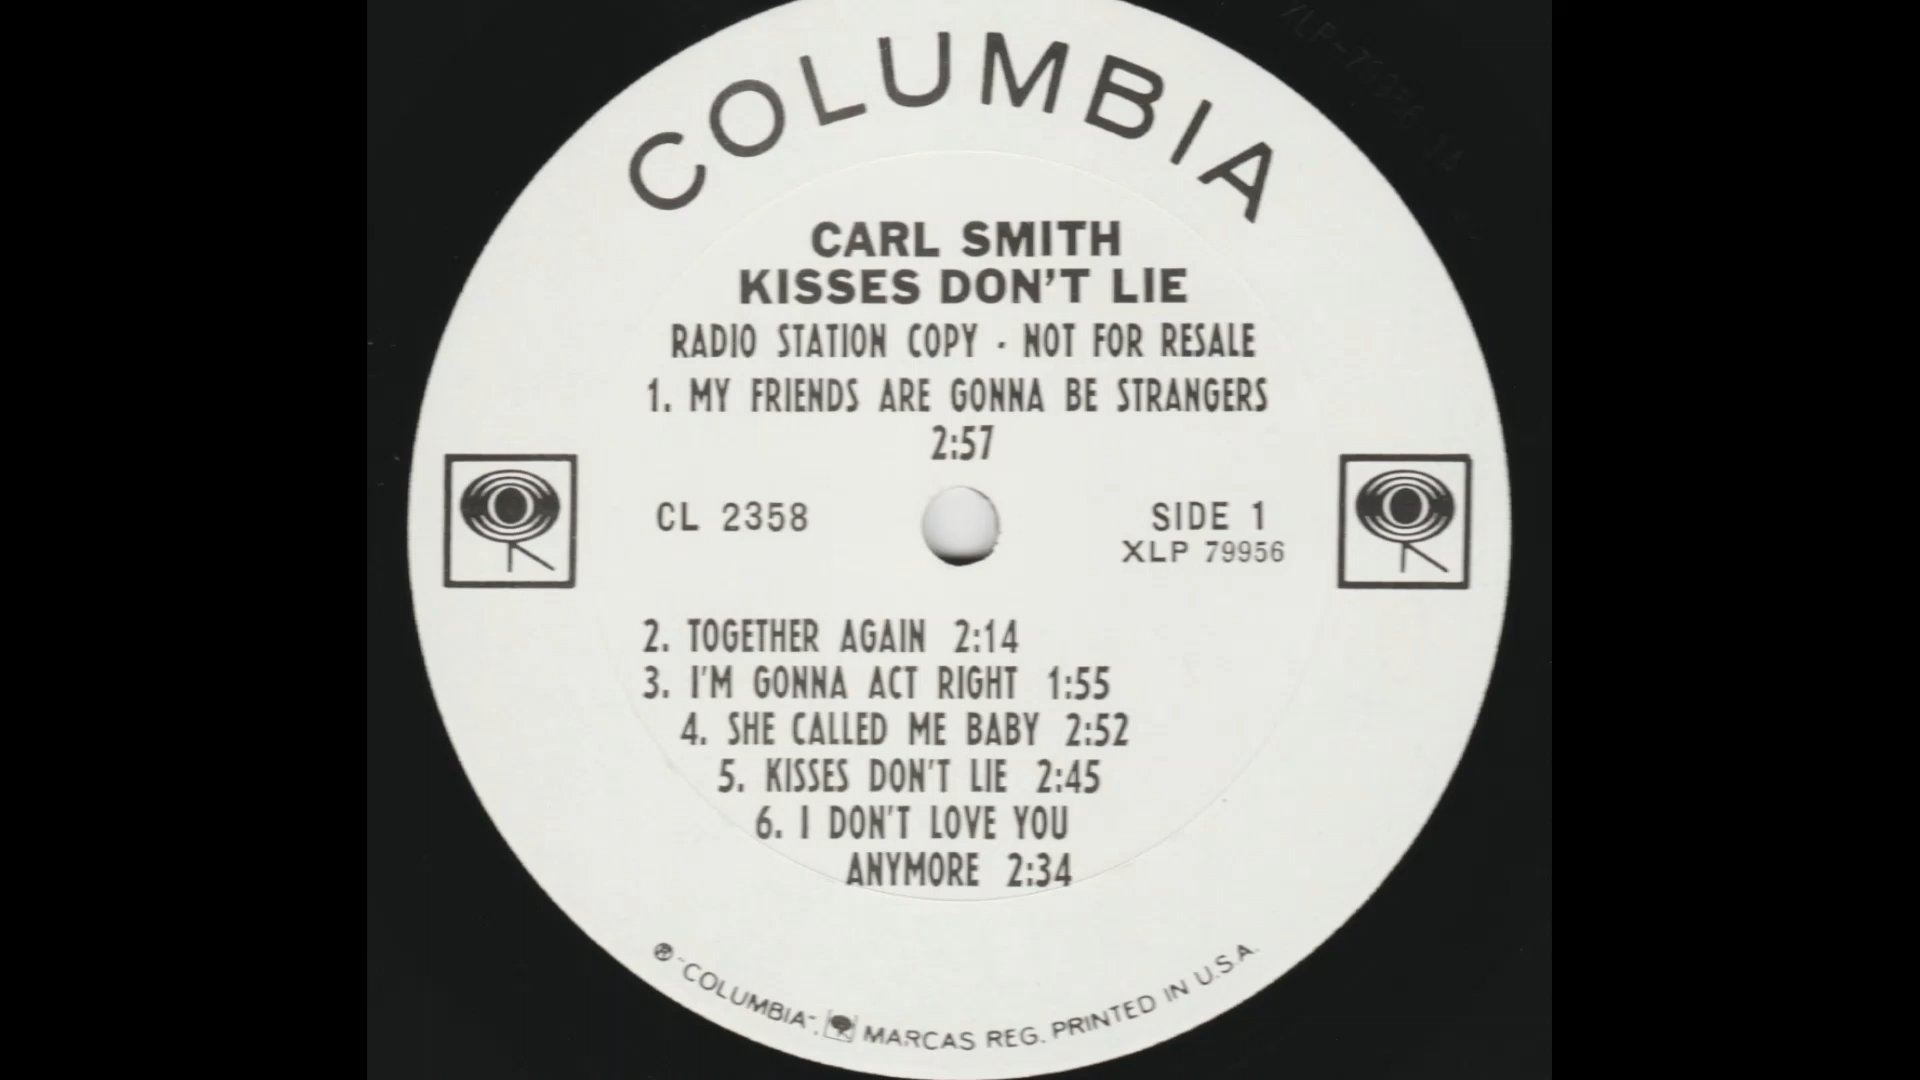 COLUMBIA
CARL SMITH
KISSES DON'T LIE
RADIO STATION COPY · NOT FOR RESALE
1. MY FRIENDS ARE GONNA BE STRANGERS
2:57
CL 2358
SIDE 1
XLP 79956
2. TOGETHER AGAIN 2:14
3. I'M GONNA ACT RIGHT 1:55
4. SHE CALLED ME BABY 2:52
5. KISSES DON'T LIE 2:45
6. I DON'T LOVE YOU
ANYMORE 2:34
® "COLUMBIA", MARCAS REG. PRINTED IN U.S.A.